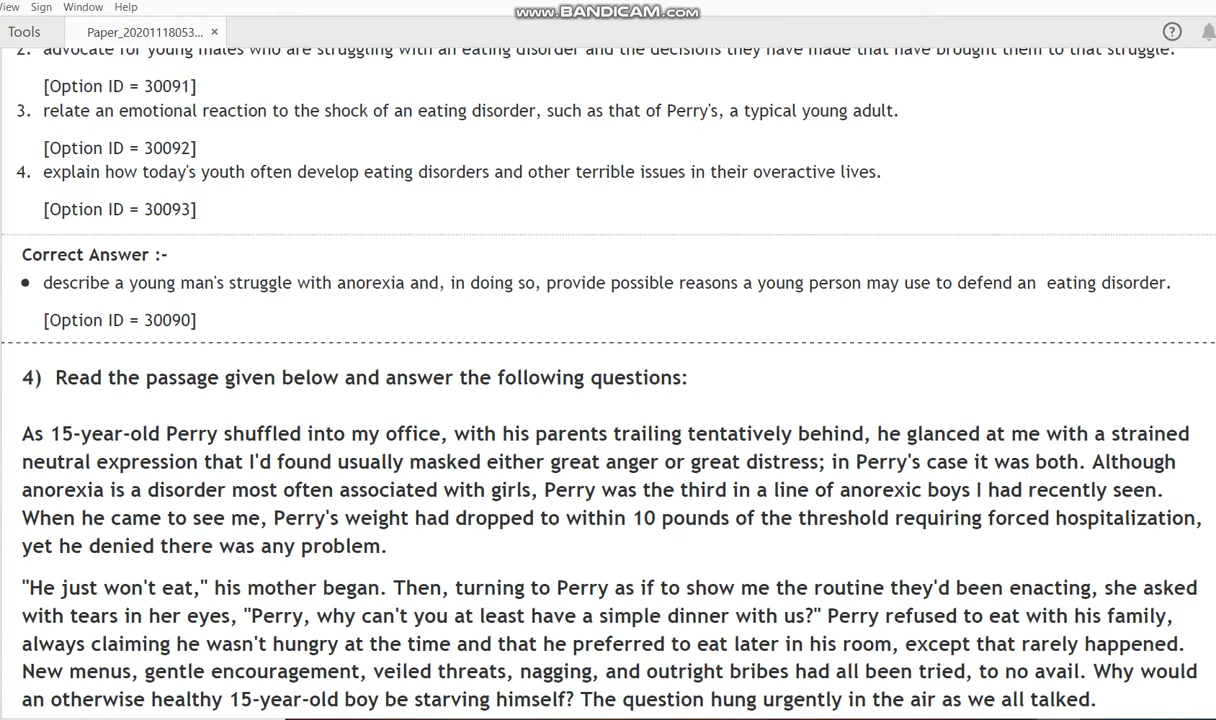 View Sign Window Help
www.BANDICAM.com
Tools Paper_20201118053... ×
2. advocate for young males who are struggling with an eating disorder and the decisions they have made that have brought them to that struggle.
[Option ID = 30091]
3. relate an emotional reaction to the shock of an eating disorder, such as that of Perry's, a typical young adult.
[Option ID = 30092]
4. explain how today's youth often develop eating disorders and other terrible issues in their overactive lives.
[Option ID = 30093]
Correct Answer :-
• describe a young man's struggle with anorexia and, in doing so, provide possible reasons a young person may use to defend an eating disorder.
[Option ID = 30090]
4) Read the passage given below and answer the following questions:
As 15-year-old Perry shuffled into my office, with his parents trailing tentatively behind, he glanced at me with a strained
neutral expression that I'd found usually masked either great anger or great distress; in Perry's case it was both. Although
anorexia is a disorder most often associated with girls, Perry was the third in a line of anorexic boys I had recently seen.
When he came to see me, Perry's weight had dropped to within 10 pounds of the threshold requiring forced hospitalization,
yet he denied there was any problem.
"He just won't eat," his mother began. Then, turning to Perry as if to show me the routine they'd been enacting, she asked
with tears in her eyes, "Perry, why can't you at least have a simple dinner with us?" Perry refused to eat with his family,
always claiming he wasn't hungry at the time and that he preferred to eat later in his room, except that rarely happened.
New menus, gentle encouragement, veiled threats, nagging, and outright bribes had all been tried, to no avail. Why would
an otherwise healthy 15-year-old boy be starving himself? The question hung urgently in the air as we all talked.